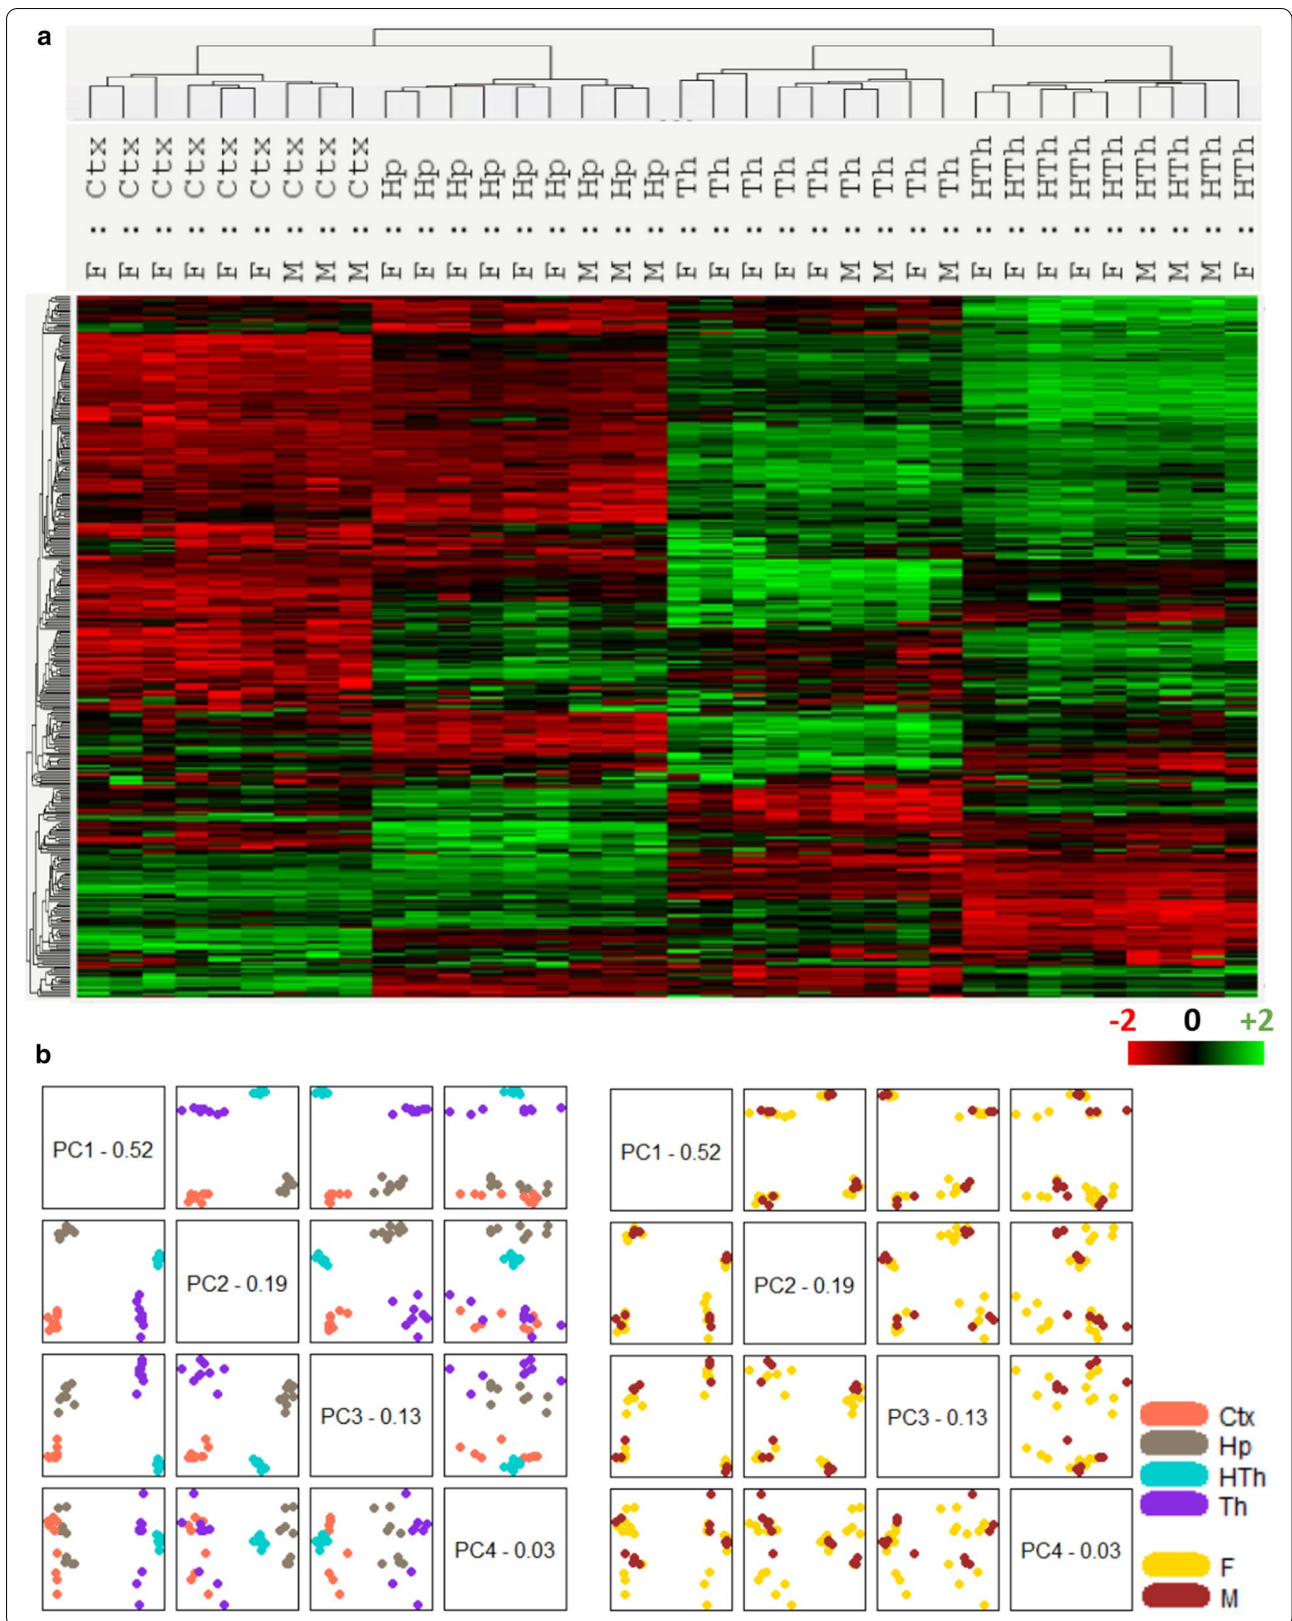 a
F : Ctx
F : Ctx
F : Ctx
F : Ctx
F : Ctx
F : Ctx
M : Ctx
M : Ctx
M : Ctx
F : Hp
F : Hp
F : Hp
F : Hp
F : Hp
F : Hp
M : Hp
M : Hp
M : Hp
F : Th
F : Th
F : Th
F : Th
F : Th
M : Th
M : Th
F : Th
M : Th
F : HTh
F : HTh
F : HTh
F : HTh
F : HTh
M : HTh
M : HTh
M : HTh
F : HTh
-2 0 +2
b
PC1 - 0.52
PC2 - 0.19
PC3 - 0.13
PC4 - 0.03
PC1 - 0.52
PC2 - 0.19
PC3 - 0.13
PC4 - 0.03
Ctx
Hp
HTh
Th
F
M